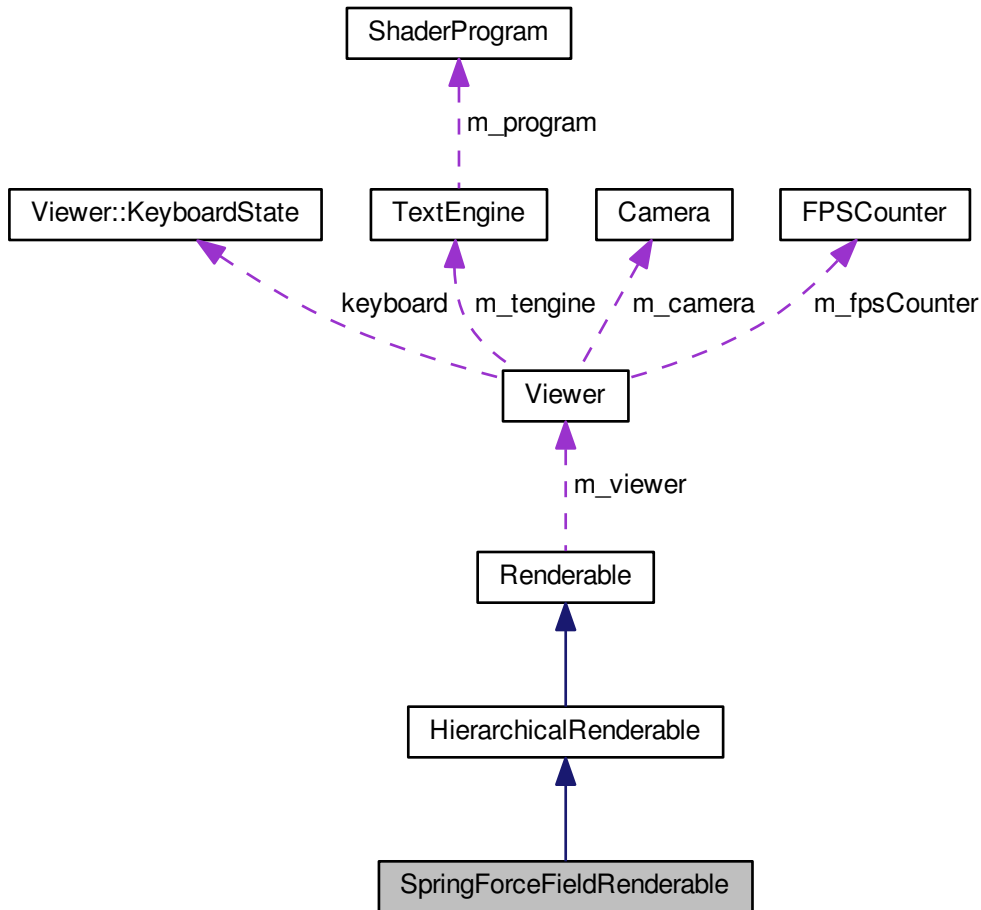 ShaderProgram
m_program
Viewer::KeyboardState
TextEngine
Camera
FPSCounter
keyboard
m_tengine
m_camera
m_fpsCounter
Viewer
m_viewer
Renderable
HierarchicalRenderable
SpringForceFieldRenderable